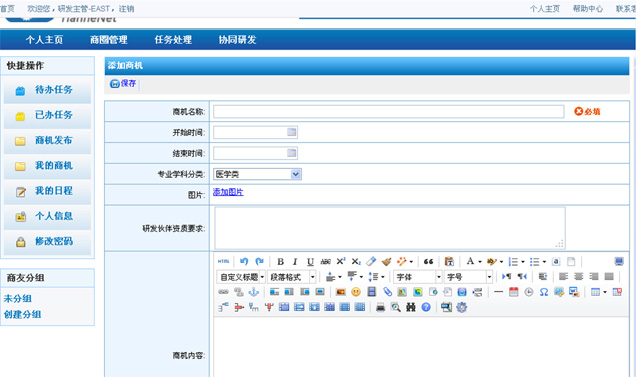 首页 欢迎您，研发主管-EAST，注销 个人主页 帮助中心 联系客
HanneNet
个人主页 商圈管理 任务处理 协同研发
快捷操作
待办任务
已办任务
商机发布
我的商机
我的日程
个人信息
修改密码
商友分组
未分组
创建分组
添加商机
保存
商机名称: 必填
开始时间:
结束时间:
专业学科分类: 医学类
图片: 添加图片
研发伙伴资质要求:
HTML B I U ABC X² X₂ A
自定义标题 段落格式 字体 字号
商机内容: